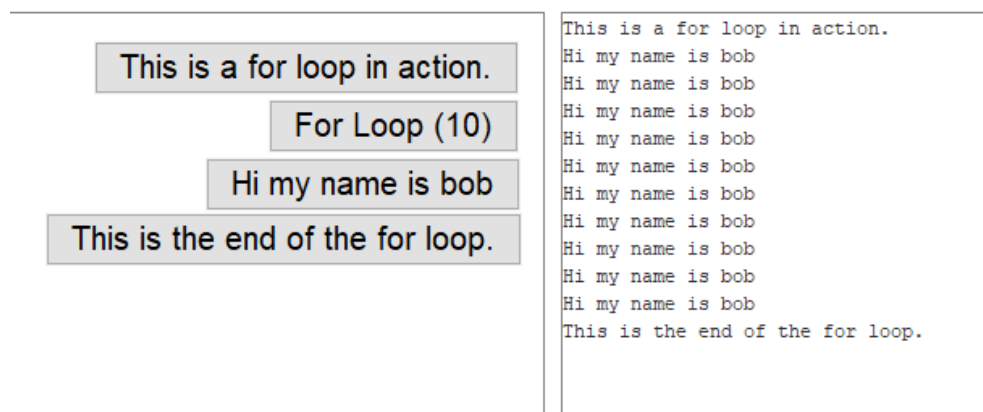 This is a for loop in action.
For Loop (10)
Hi my name is bob
This is the end of the for loop.
This is a for loop in action.
Hi my name is bob
Hi my name is bob
Hi my name is bob
Hi my name is bob
Hi my name is bob
Hi my name is bob
Hi my name is bob
Hi my name is bob
Hi my name is bob
Hi my name is bob
This is the end of the for loop.